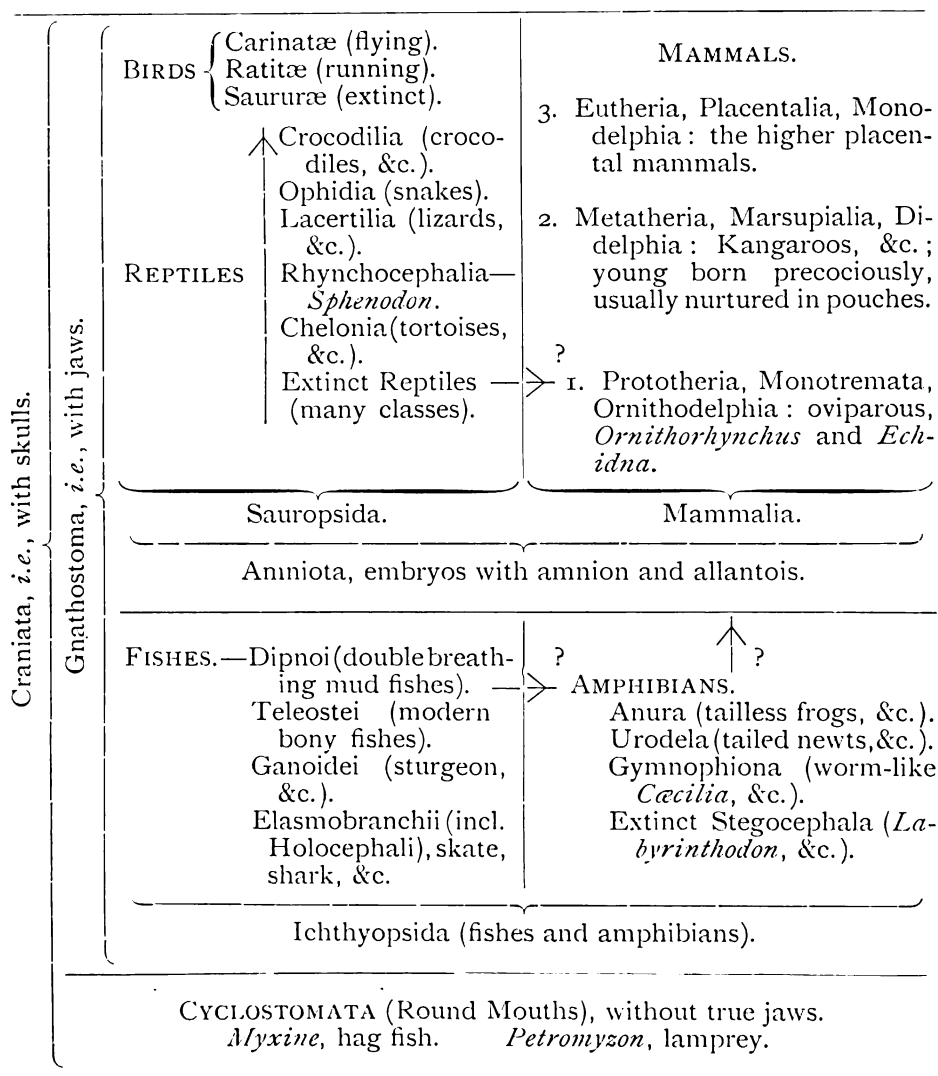 Craniata, i.e., with skulls.
Gnathostoma, i.e., with jaws.
BIRDS
Carinatæ (flying).
Ratitæ (running).
Saururæ (extinct).
REPTILES
Crocodilia (croco-
diles, &c.).
Ophidia (snakes).
Lacertilia (lizards,
&c.).
Rhynchocephalia—
Sphenodon.
Chelonia (tortoises,
&c.).
Extinct Reptiles
(many classes).
?
MAMMALS.
3. Eutheria, Placentalia, Mono-
delphia: the higher placen-
tal mammals.
2. Metatheria, Marsupialia, Di-
delphia: Kangaroos, &c.;
young born precociously,
usually nurtured in pouches.
1. Prototheria, Monotremata,
Ornithodelphia: oviparous,
Ornithorhynchus and Ech-
idna.
Sauropsida.
Mammalia.
Amniota, embryos with amnion and allantois.
FISHES.—Dipnoi (double breath-
ing mud fishes).
Teleostei (modern
bony fishes).
Ganoidei (sturgeon,
&c.).
Elasmobranchii (incl.
Holocephali), skate,
shark, &c.
?
?
AMPHIBIANS.
Anura (tailless frogs, &c.).
Urodela (tailed newts, &c.).
Gymnophiona (worm-like
Cæcilia, &c.).
Extinct Stegocephala (La-
byrinthodon, &c.).
Ichthyopsida (fishes and amphibians).
CYCLOSTOMATA (Round Mouths), without true jaws.
Myxine, hag fish. Petromyzon, lamprey.